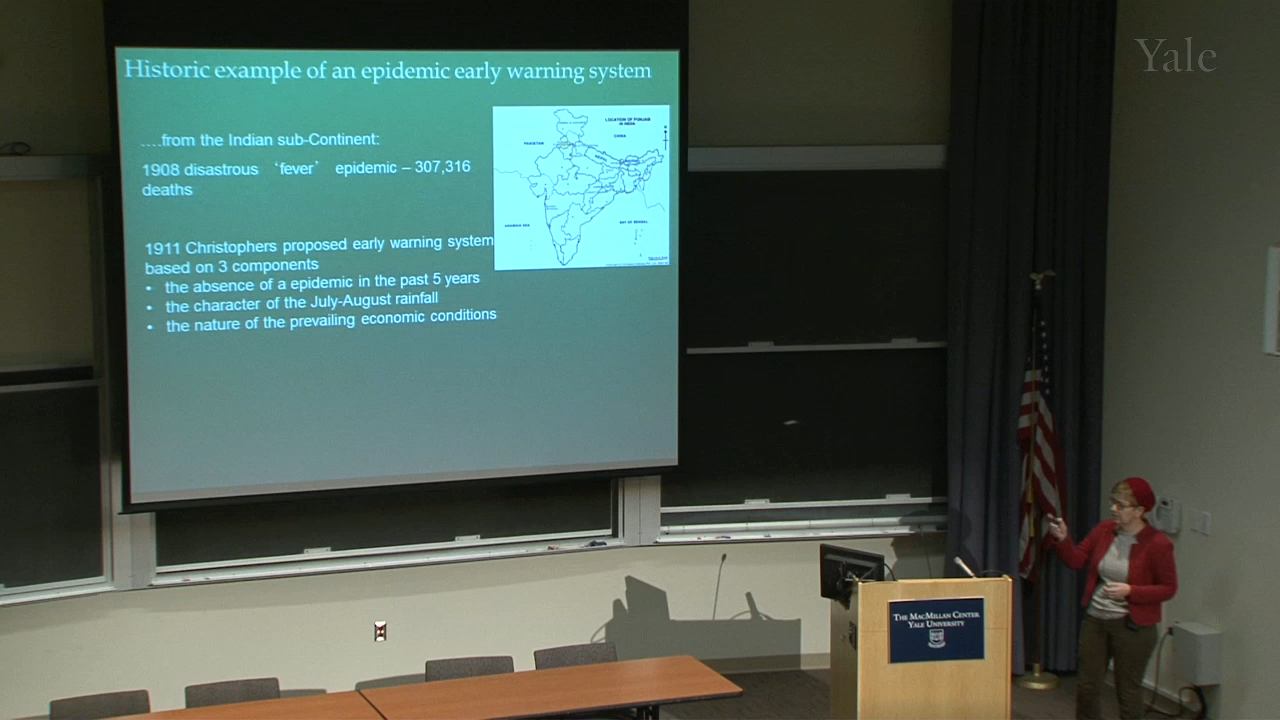 Yale
Historic example of an epidemic early warning system
....from the Indian sub-Continent:
1908 disastrous 'fever' epidemic – 307,316
deaths
1911 Christophers proposed early warning system
based on 3 components
• the absence of a epidemic in the past 5 years
• the character of the July-August rainfall
• the nature of the prevailing economic conditions
LOCATION OF PUNJAB
IN INDIA
CHINA
PAKISTAN
NEPAL
ARABIAN SEA
BAY OF BENGAL
THE MACMILLAN CENTER
YALE UNIVERSITY